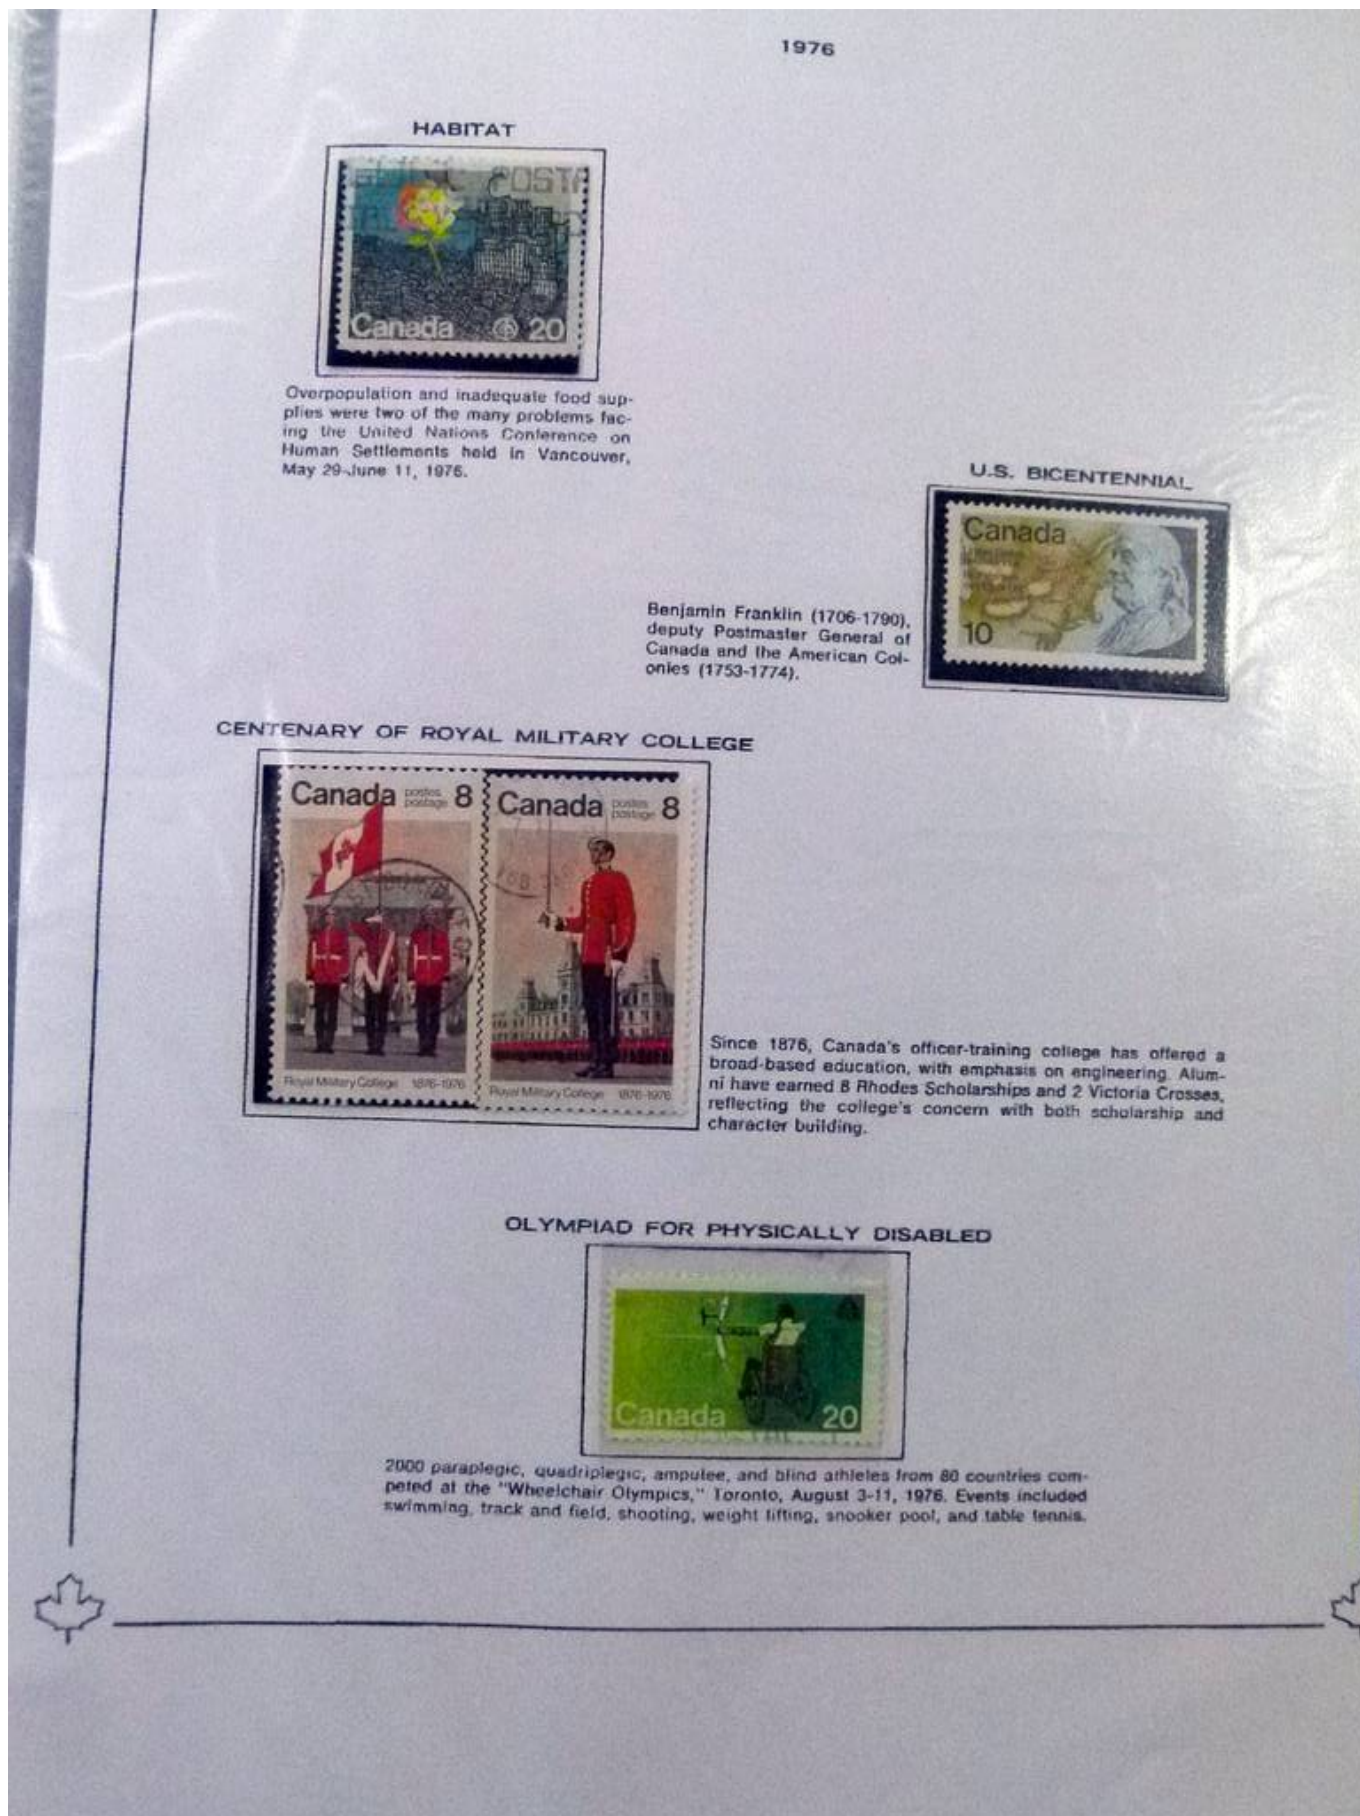 1976
HABITAT
POSTA
Canada 20
Overpopulation and inadequate food sup-
plies were two of the many problems fac-
ing the United Nations Conference on
Human Settlements held in Vancouver,
May 29-June 11, 1976.
U.S. BICENTENNIAL
Canada
10
Benjamin Franklin (1706-1790),
deputy Postmaster General of
Canada and the American Col-
onies (1753-1774).
CENTENARY OF ROYAL MILITARY COLLEGE
Canada postes postage 8
Royal Military College 1876-1976
Canada postes postage 8
Royal Military College 1876-1976
Since 1876, Canada's officer-training college has offered a
broad-based education, with emphasis on engineering. Alum-
ni have earned 8 Rhodes Scholarships and 2 Victoria Crosses,
reflecting the college's concern with both scholarship and
character building.
OLYMPIAD FOR PHYSICALLY DISABLED
Canada 20
2000 paraplegic, quadriplegic, amputee, and blind athletes from 80 countries com-
peted at the "Wheelchair Olympics," Toronto, August 3-11, 1976. Events included
swimming, track and field, shooting, weight lifting, snooker pool, and table tennis.